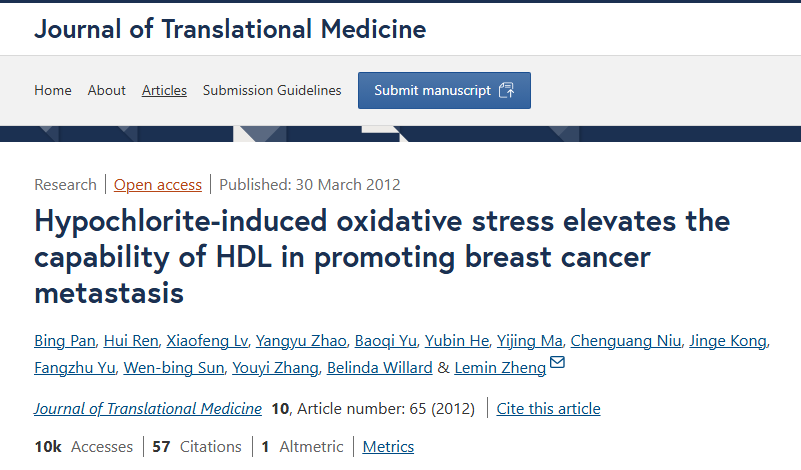 Journal of Translational Medicine
Home About Articles Submission Guidelines Submit manuscript
Research Open access Published: 30 March 2012
Hypochlorite-induced oxidative stress elevates the
capability of HDL in promoting breast cancer
metastasis
Bing Pan, Hui Ren, Xiaofeng Lv, Yangyu Zhao, Baoqi Yu, Yubin He, Yijing Ma, Chenguang Niu, Jinge Kong,
Fangzhu Yu, Wen-bing Sun, Youyi Zhang, Belinda Willard & Lemin Zheng
Journal of Translational Medicine 10, Article number: 65 (2012) Cite this article
10k Accesses 57 Citations 1 Altmetric Metrics